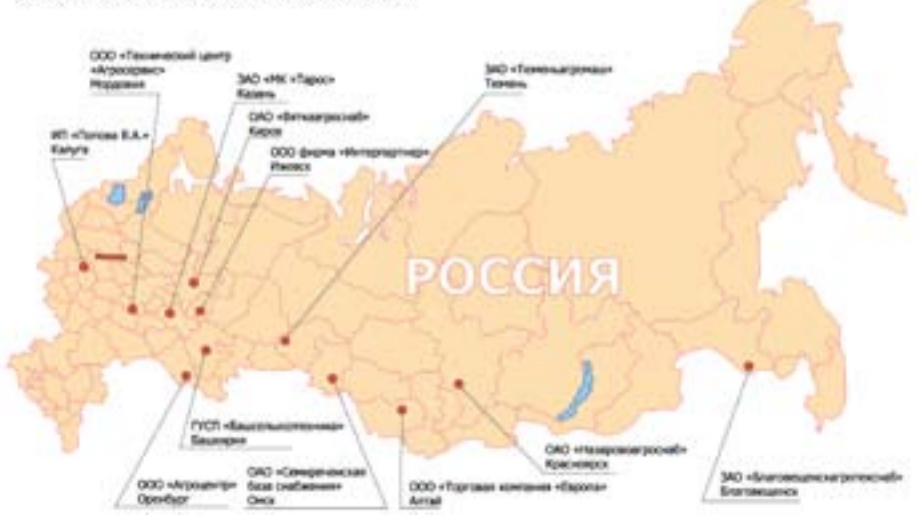 ООО «Технический центр
«Агросервис»
Мордовия
ЗАО «МК «Тарос»
Казань
ЗАО «Тюменьагромаш»
Тюмень
ОАО «Вяткаагроснаб»
Киров
ИП «Попова В.А.»
Калуга
ООО фирма «Интерпартнер»
Ижевск
РОССИЯ
ГУСП «Башсельхозтехника»
Башкирия
ООО «Агроцентр»
Оренбург
ОАО «Семиреченская
база снабжения»
Омск
ООО «Торговая компания «Европа»
Алтай
ОАО «Назаровоагроснаб»
Красноярск
ЗАО «Благовещенскагротехснаб»
Благовещенск